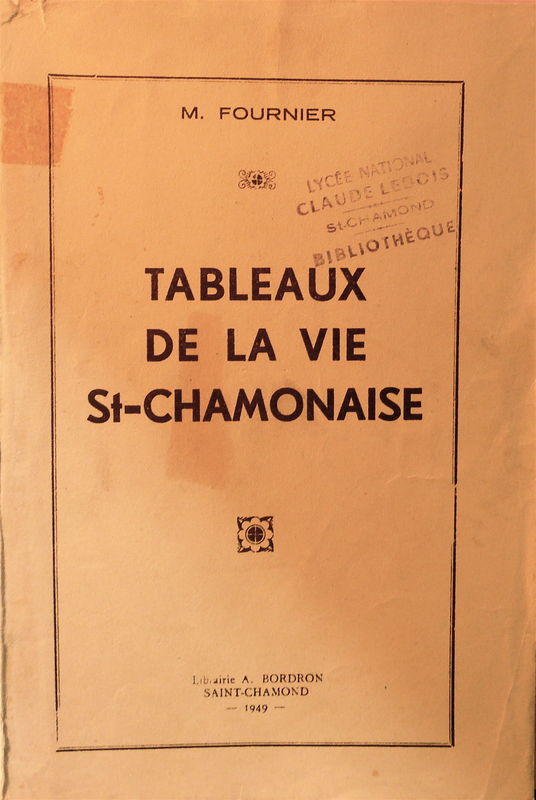 M. FOURNIER
LYCÉE NATIONAL
CLAUDE LEBOIS
St-CHAMOND
BIBLIOTHÈQUE
TABLEAUX
DE LA VIE
St-CHAMONAISE
Librairie A. BORDRON
SAINT-CHAMOND
— 1949 —